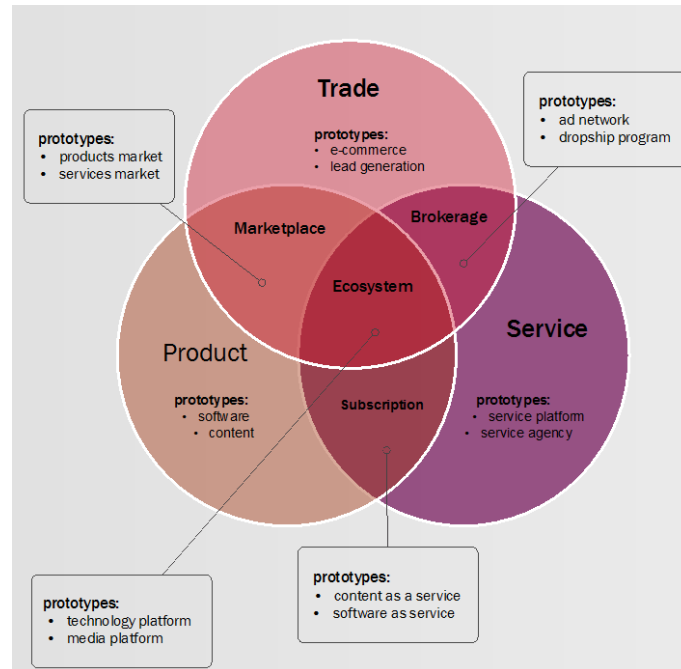 Trade
prototypes:
• e-commerce
• lead generation
prototypes:
• products market
• services market
prototypes:
• ad network
• dropship program
Marketplace
Brokerage
Ecosystem
Product
prototypes:
• software
• content
Service
prototypes:
• service platform
• service agency
Subscription
prototypes:
• technology platform
• media platform
prototypes:
• content as a service
• software as service